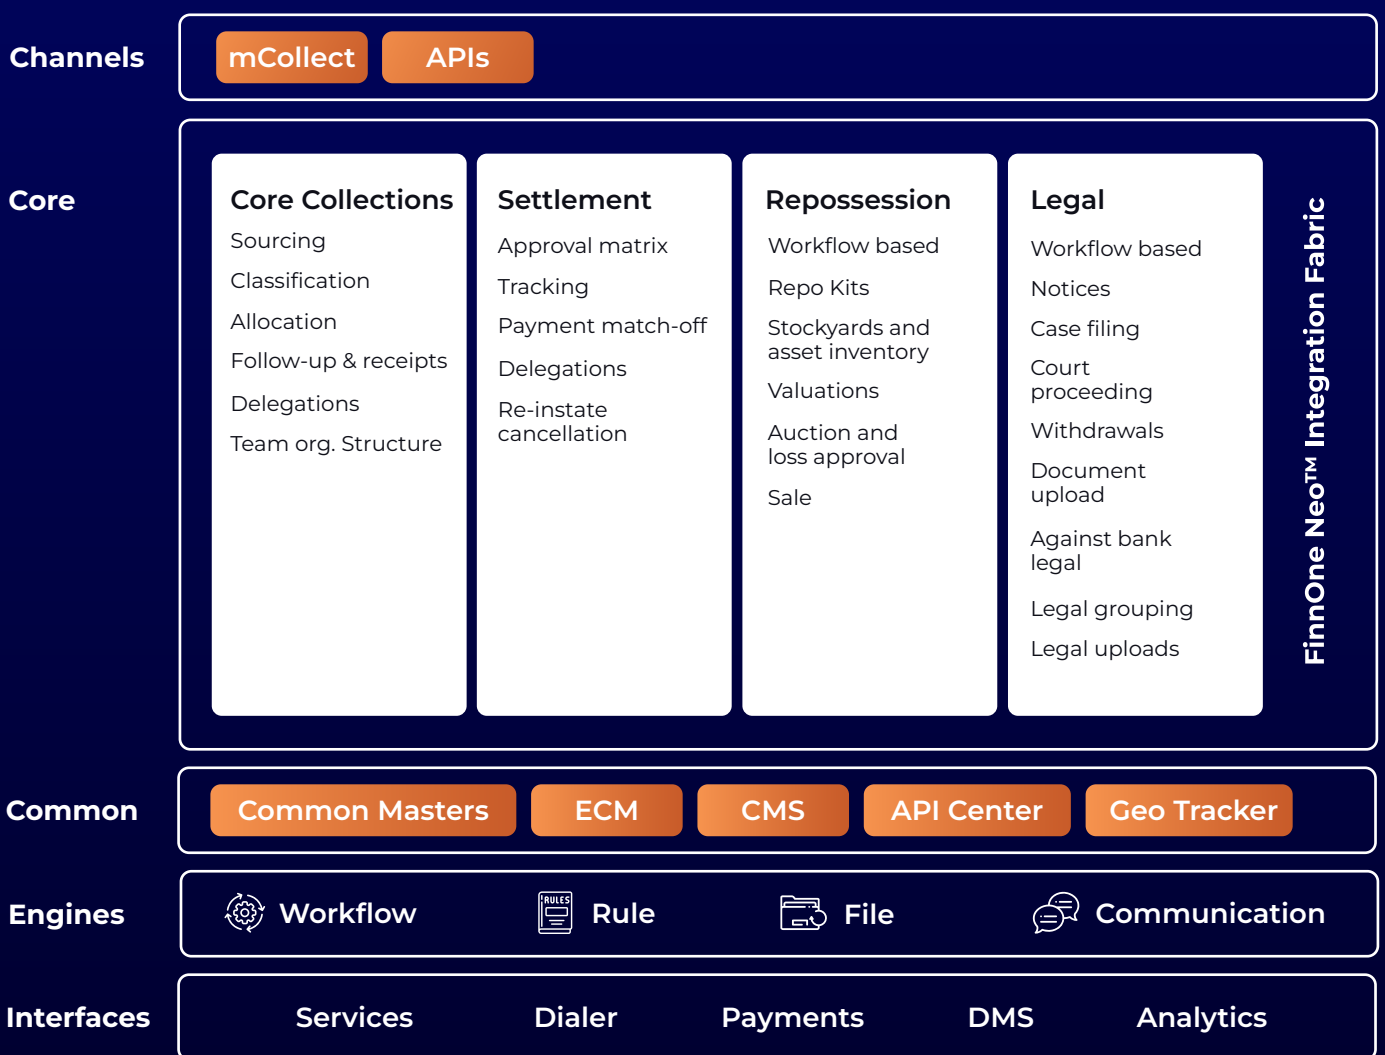 Channels
mCollect
APIs
Core
Core Collections
Sourcing
Classification
Allocation
Follow-up & receipts
Delegations
Team org. Structure
Settlement
Approval matrix
Tracking
Payment match-off
Delegations
Re-instate
cancellation
Repossession
Workflow based
Repo Kits
Stockyards and
asset inventory
Valuations
Auction and
loss approval
Sale
Legal
Workflow based
Notices
Case filing
Court
proceeding
Withdrawals
Document
upload
Against bank
legal
Legal grouping
Legal uploads
FinnOne Neo™ Integration Fabric
Common
Common Masters
ECM
CMS
API Center
Geo Tracker
Engines
Workflow
RULES
Rule
File
Communication
Interfaces
Services
Dialer
Payments
DMS
Analytics